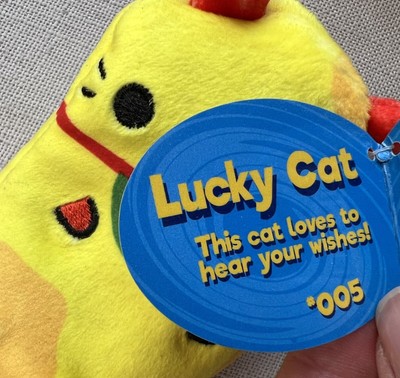 Lucky Cat
This cat loves to
hear your wishes!
#005